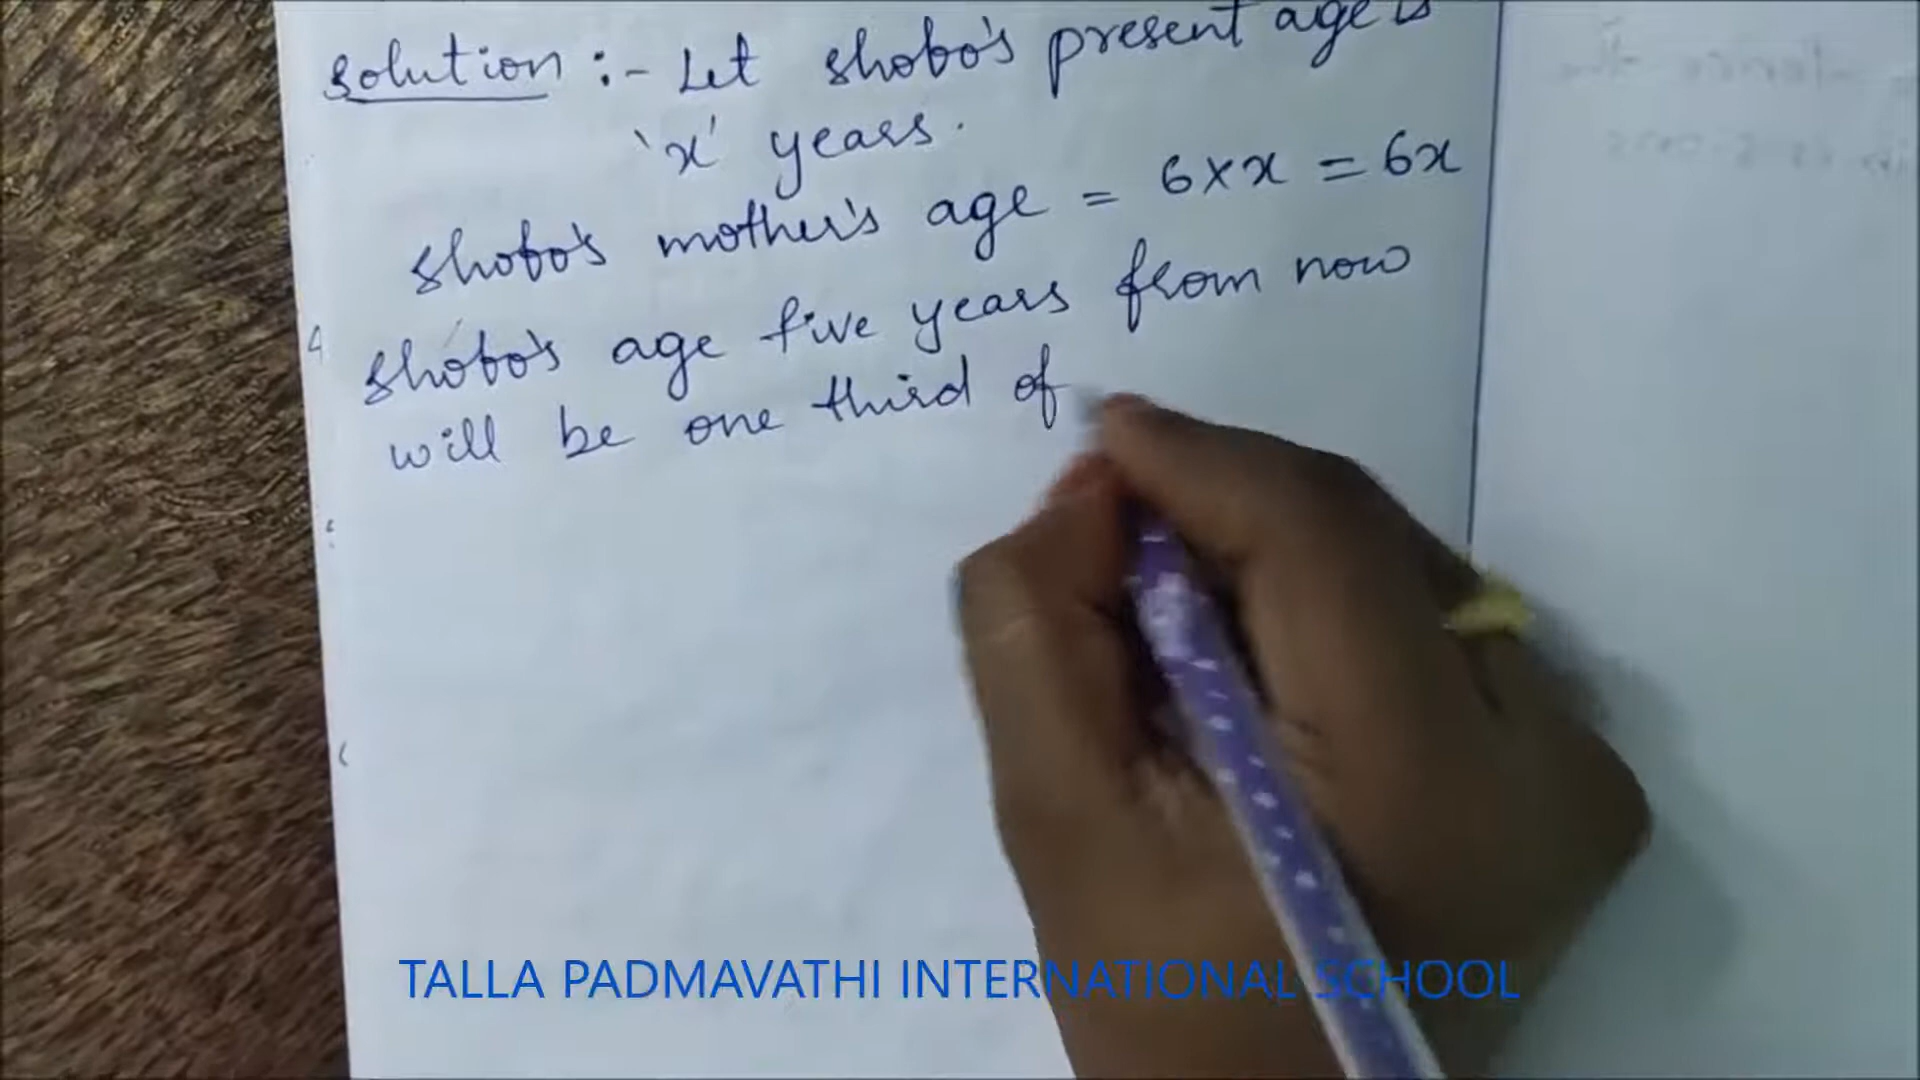 Solution :- Let Shobo's present age is
'x' years.
Shobo's mother's age = 6×x = 6x
Shobo's age five years from now
will be one third of
TALLA PADMAVATHI INTERNATIONAL SCHOOL